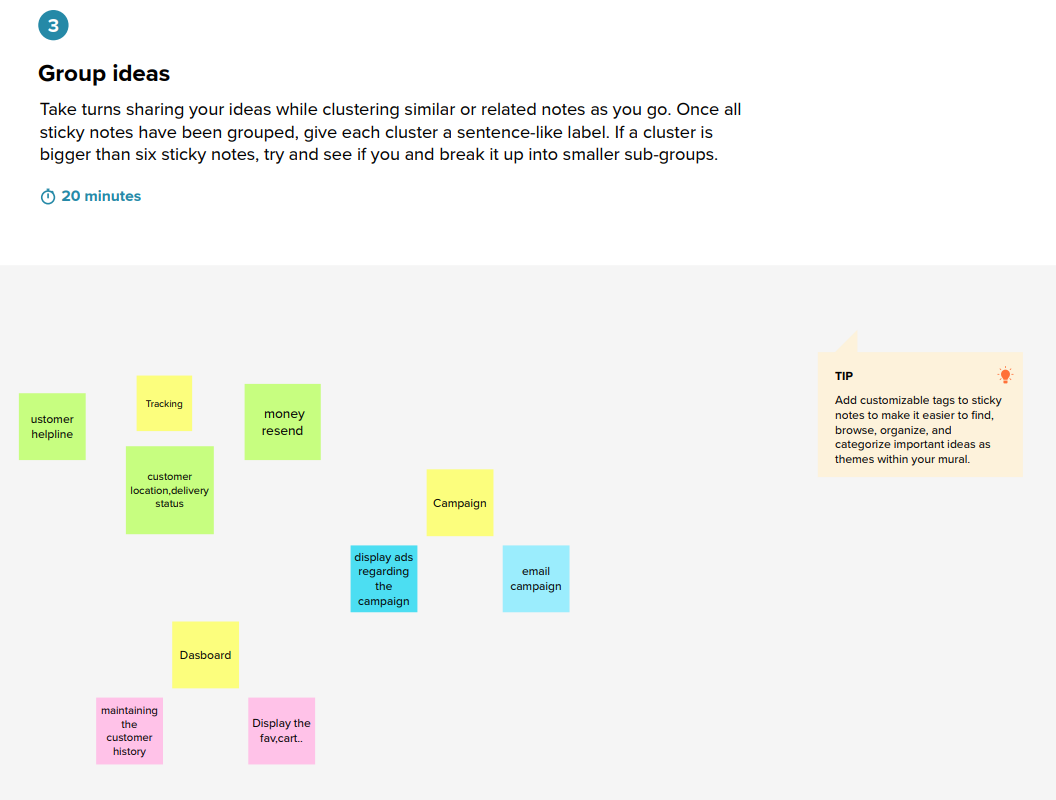 3
Group ideas
Take turns sharing your ideas while clustering similar or related notes as you go. Once all
sticky notes have been grouped, give each cluster a sentence-like label. If a cluster is
bigger than six sticky notes, try and see if you and break it up into smaller sub-groups.
20 minutes
TIP
Add customizable tags to sticky
notes to make it easier to find,
browse, organize, and
categorize important ideas as
themes within your mural.
Tracking
ustomer
helpline
money
resend
customer
location,delivery
status
Campaign
display ads
regarding
the
campaign
email
campaign
Dasboard
maintaining
the
customer
history
Display the
fav,cart..